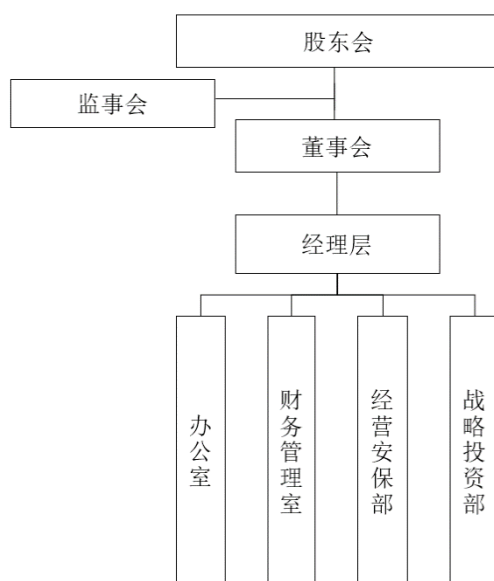 股东会
监事会
董事会
经理层
办公室
财务管理室
经营安保部
战略投资部